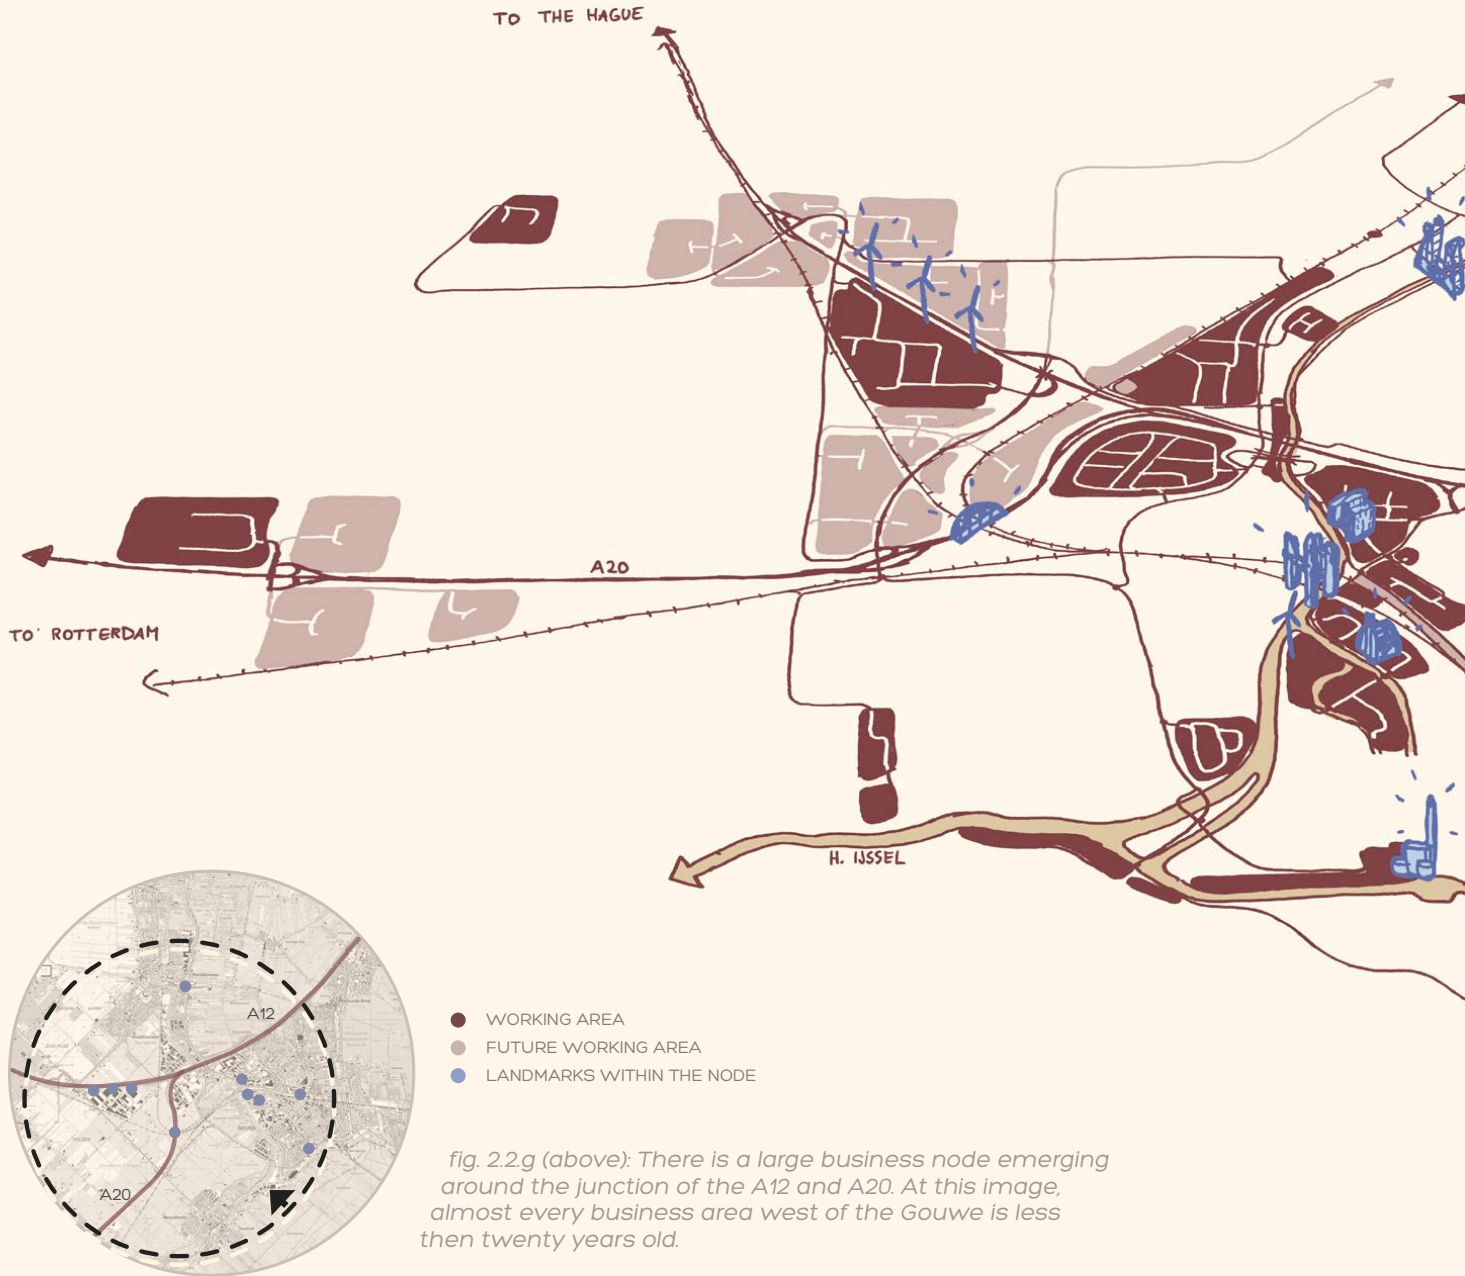 TO THE HAGUE
A20
TO ROTTERDAM
H. IJSSEL
A12
A20
WORKING AREA
FUTURE WORKING AREA
LANDMARKS WITHIN THE NODE
fig. 2.2.g (above): There is a large business node emerging
around the junction of the A12 and A20. At this image,
almost every business area west of the Gouwe is less
then twenty years old.